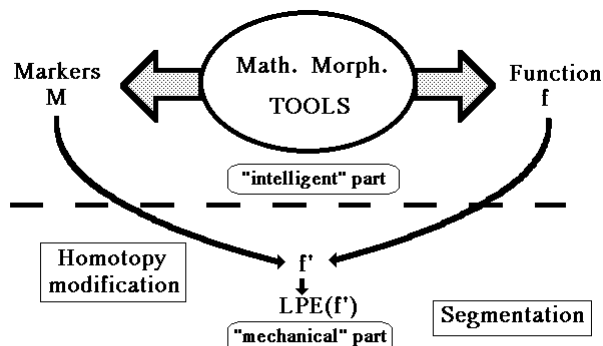 Math. Morph.
TOOLS
Markers
M
Function
f
"intelligent" part
Homotopy
modification
f'
LPE(f')
"mechanical" part
Segmentation